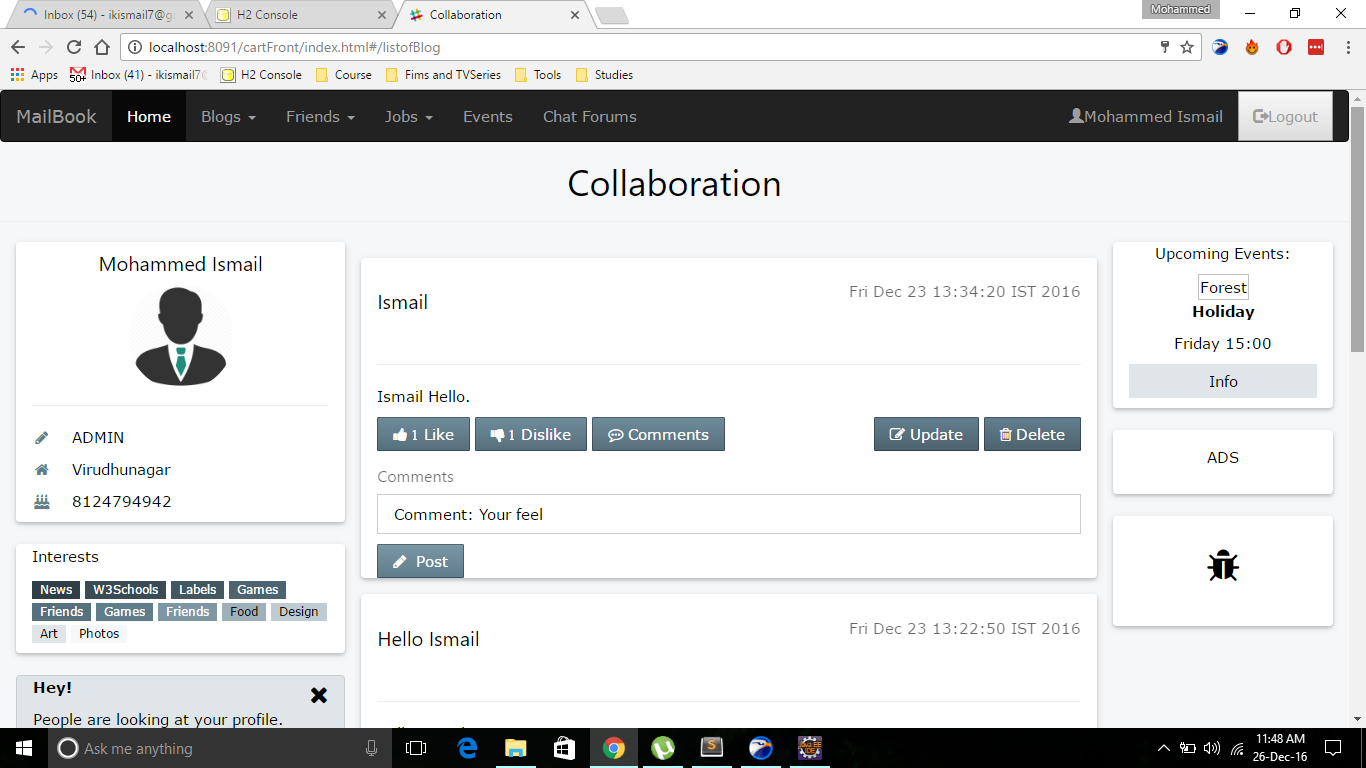 Inbox (54) - ikismail7@g
H2 Console
Collaboration
Mohammed
localhost:8091/cartFront/index.html#/listofBlog
Apps
50+
Inbox (41) - ikismail7@
H2 Console
Course
Fims and TVSeries
Tools
Studies
MailBook
Home
Blogs
Friends
Jobs
Events
Chat Forums
Mohammed Ismail
Logout
Collaboration
Mohammed Ismail
ADMIN
Virudhunagar
8124794942
Interests
News W3Schools Labels Games
Friends Games Friends Food Design
Art Photos
Hey!
People are looking at your profile.
Ismail
Fri Dec 23 13:34:20 IST 2016
Ismail Hello.
1 Like
1 Dislike
Comments
Update
Delete
Comments
Comment: Your feel
Post
Hello Ismail
Fri Dec 23 13:22:50 IST 2016
Upcoming Events:
Forest
Holiday
Friday 15:00
Info
ADS
Ask me anything
11:48 AM
26-Dec-16